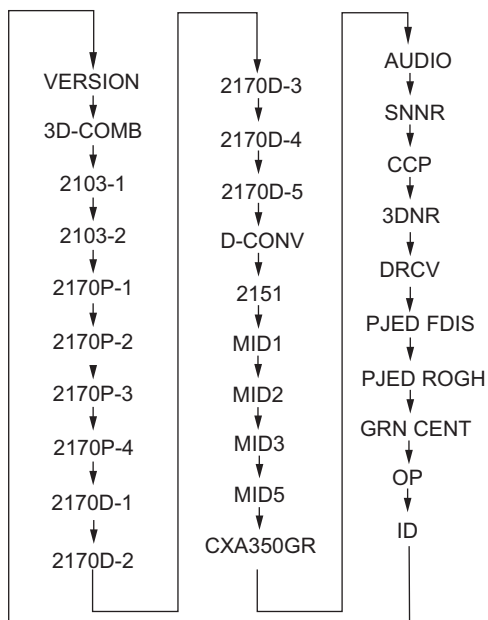 VERSION
3D-COMB
2103-1
2103-2
2170P-1
2170P-2
2170P-3
2170P-4
2170D-1
2170D-2
2170D-3
2170D-4
2170D-5
D-CONV
2151
MID1
MID2
MID3
MID5
CXA350GR
AUDIO
SNNR
CCP
3DNR
DRCV
PJED FDIS
PJED ROGH
GRN CENT
OP
ID